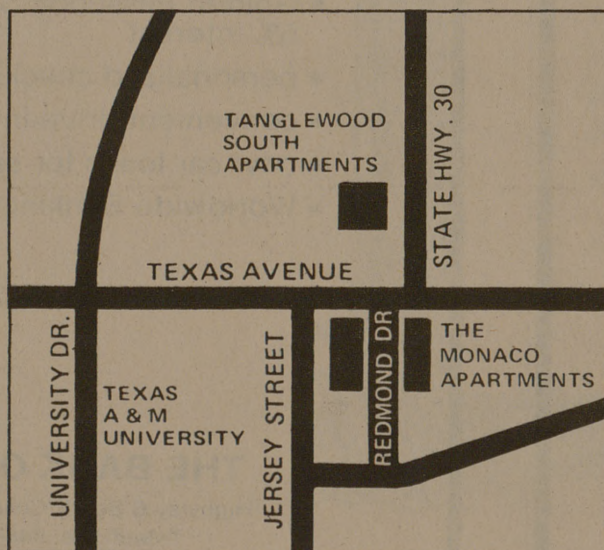 TANGLEWOOD
SOUTH
APARTMENTS
STATE HWY. 30
TEXAS AVENUE
UNIVERSITY DR.
TEXAS
A & M
UNIVERSITY
JERSEY STREET
REDMOND DR
THE
MONACO
APARTMENTS